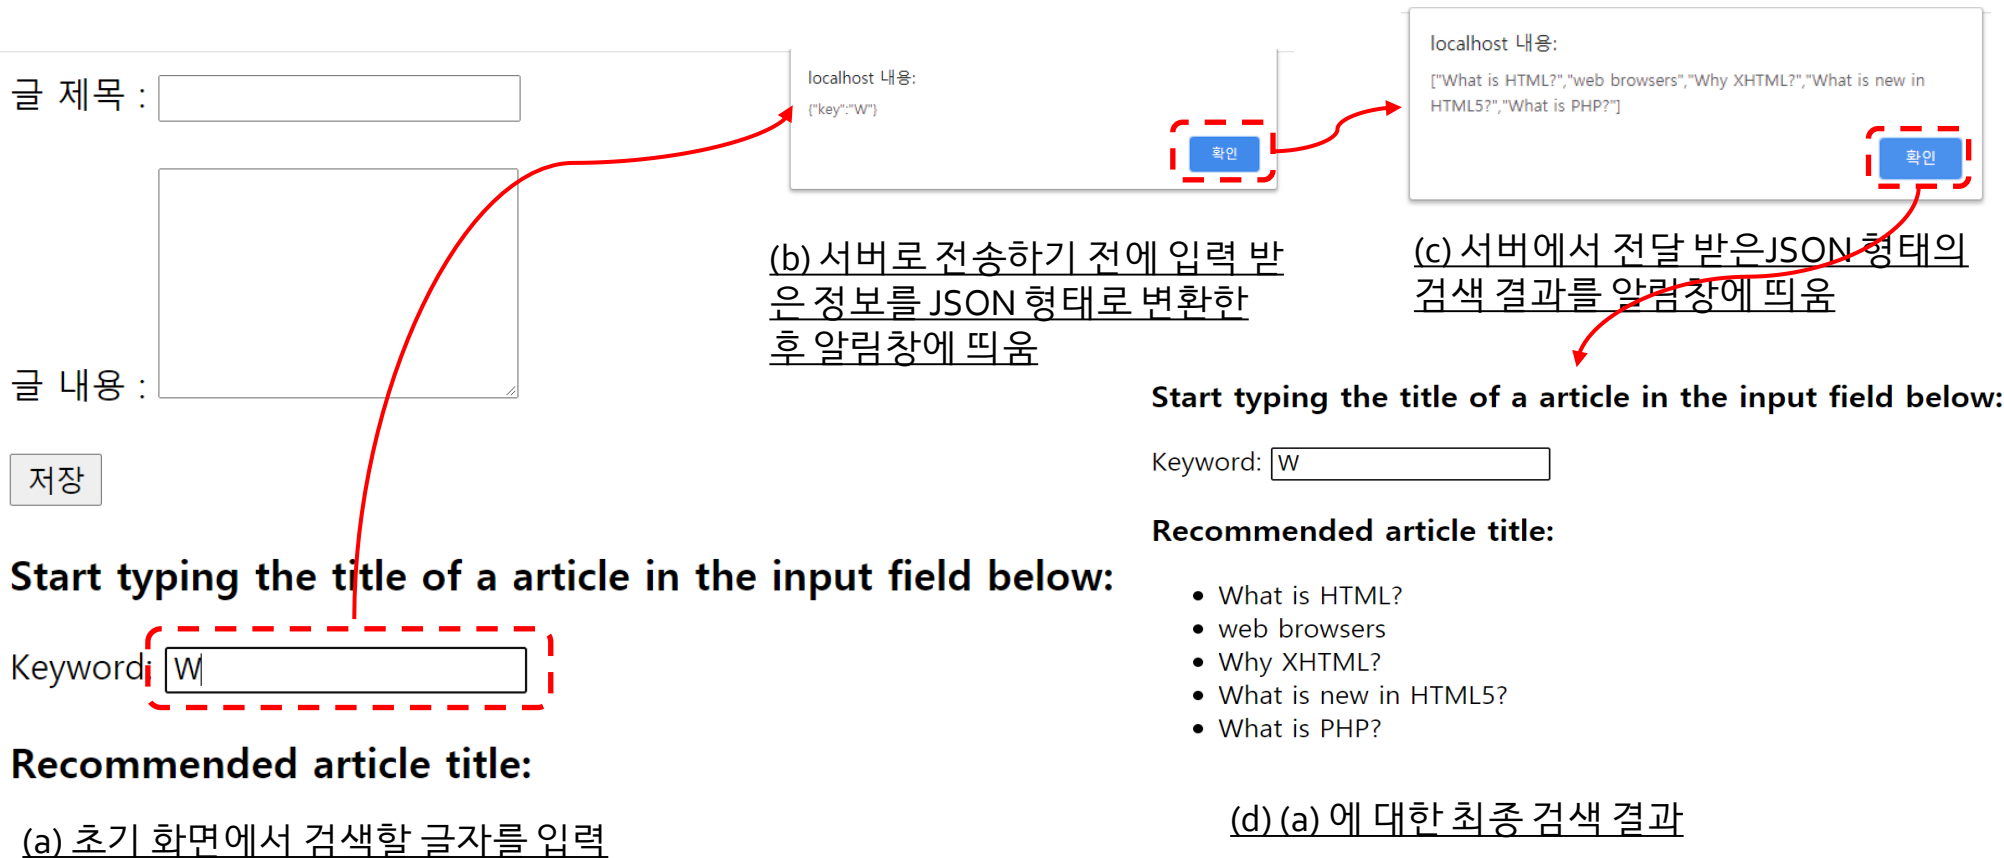 글 제목 :
글 내용 :
저장
Start typing the title of a article in the input field below:
Keyword: W
Recommended article title:
(a) 초기 화면에서 검색할 글자를 입력
localhost 내용:
{"key":"W"}
확인
(b) 서버로 전송하기 전에 입력 받
은 정보를 JSON 형태로 변환한
후 알림창에 띄움
localhost 내용:
["What is HTML?","web browsers","Why XHTML?","What is new in
HTML5?","What is PHP?"]
확인
(c) 서버에서 전달 받은JSON 형태의
검색 결과를 알림창에 띄움
Start typing the title of a article in the input field below:
Keyword: W
Recommended article title:
• What is HTML?
• web browsers
• Why XHTML?
• What is new in HTML5?
• What is PHP?
(d) (a) 에 대한 최종 검색 결과